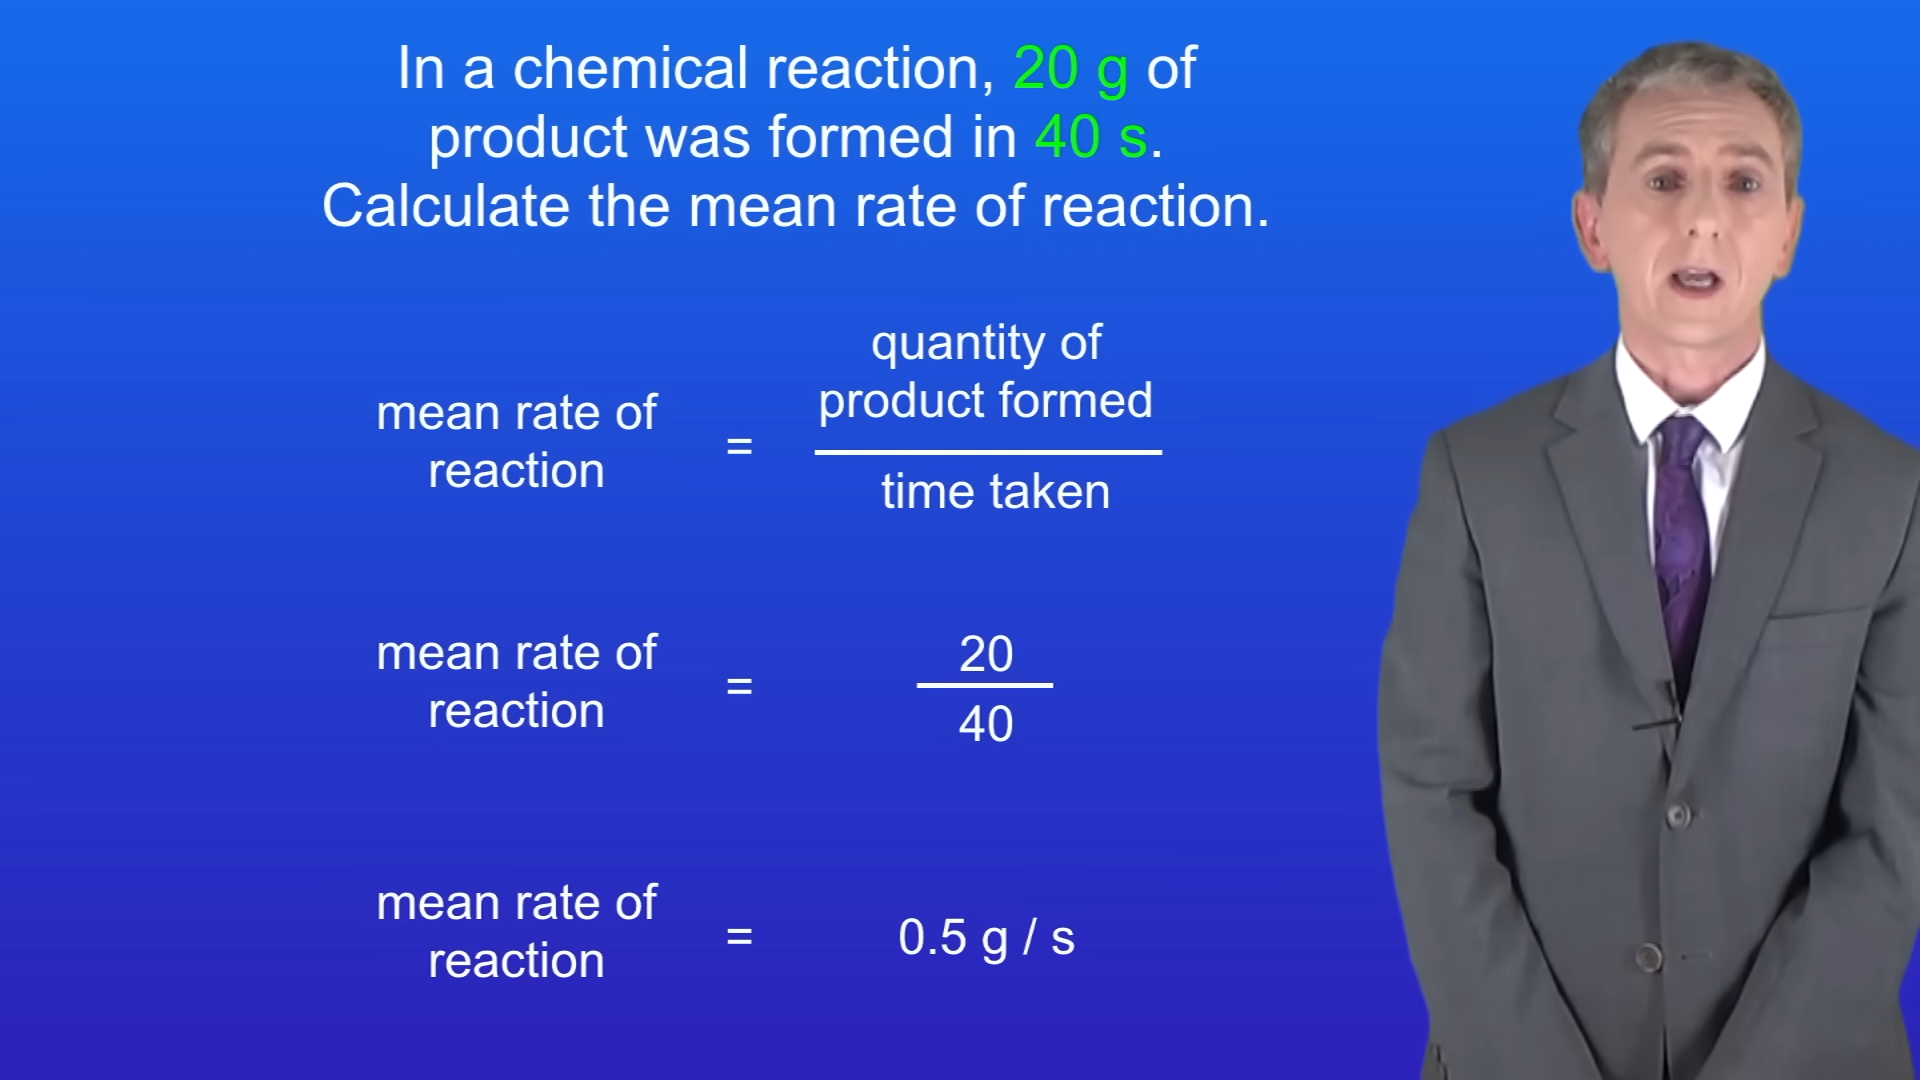 In a chemical reaction, 20 g of
product was formed in 40 s.
Calculate the mean rate of reaction.
quantity of
product formed
mean rate of
reaction
=
time taken
mean rate of
reaction
=
20
40
mean rate of
reaction
=
0.5 g / s